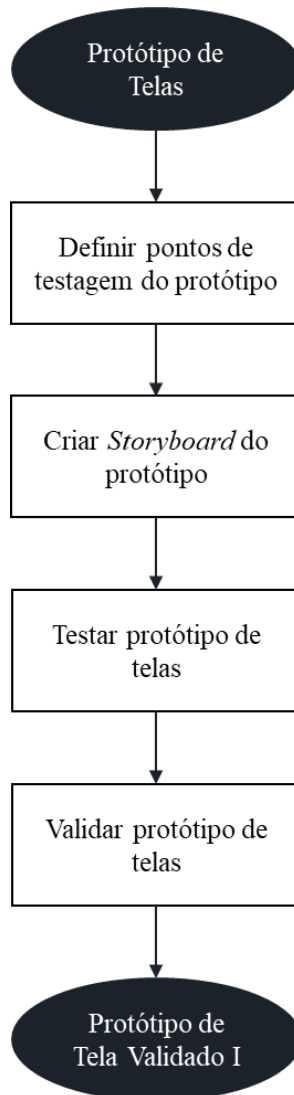 Protótipo de
Telas
Definir pontos de
testagem do protótipo
Criar Storyboard do
protótipo
Testar protótipo de
telas
Validar protótipo de
telas
Protótipo de
Tela Validado I